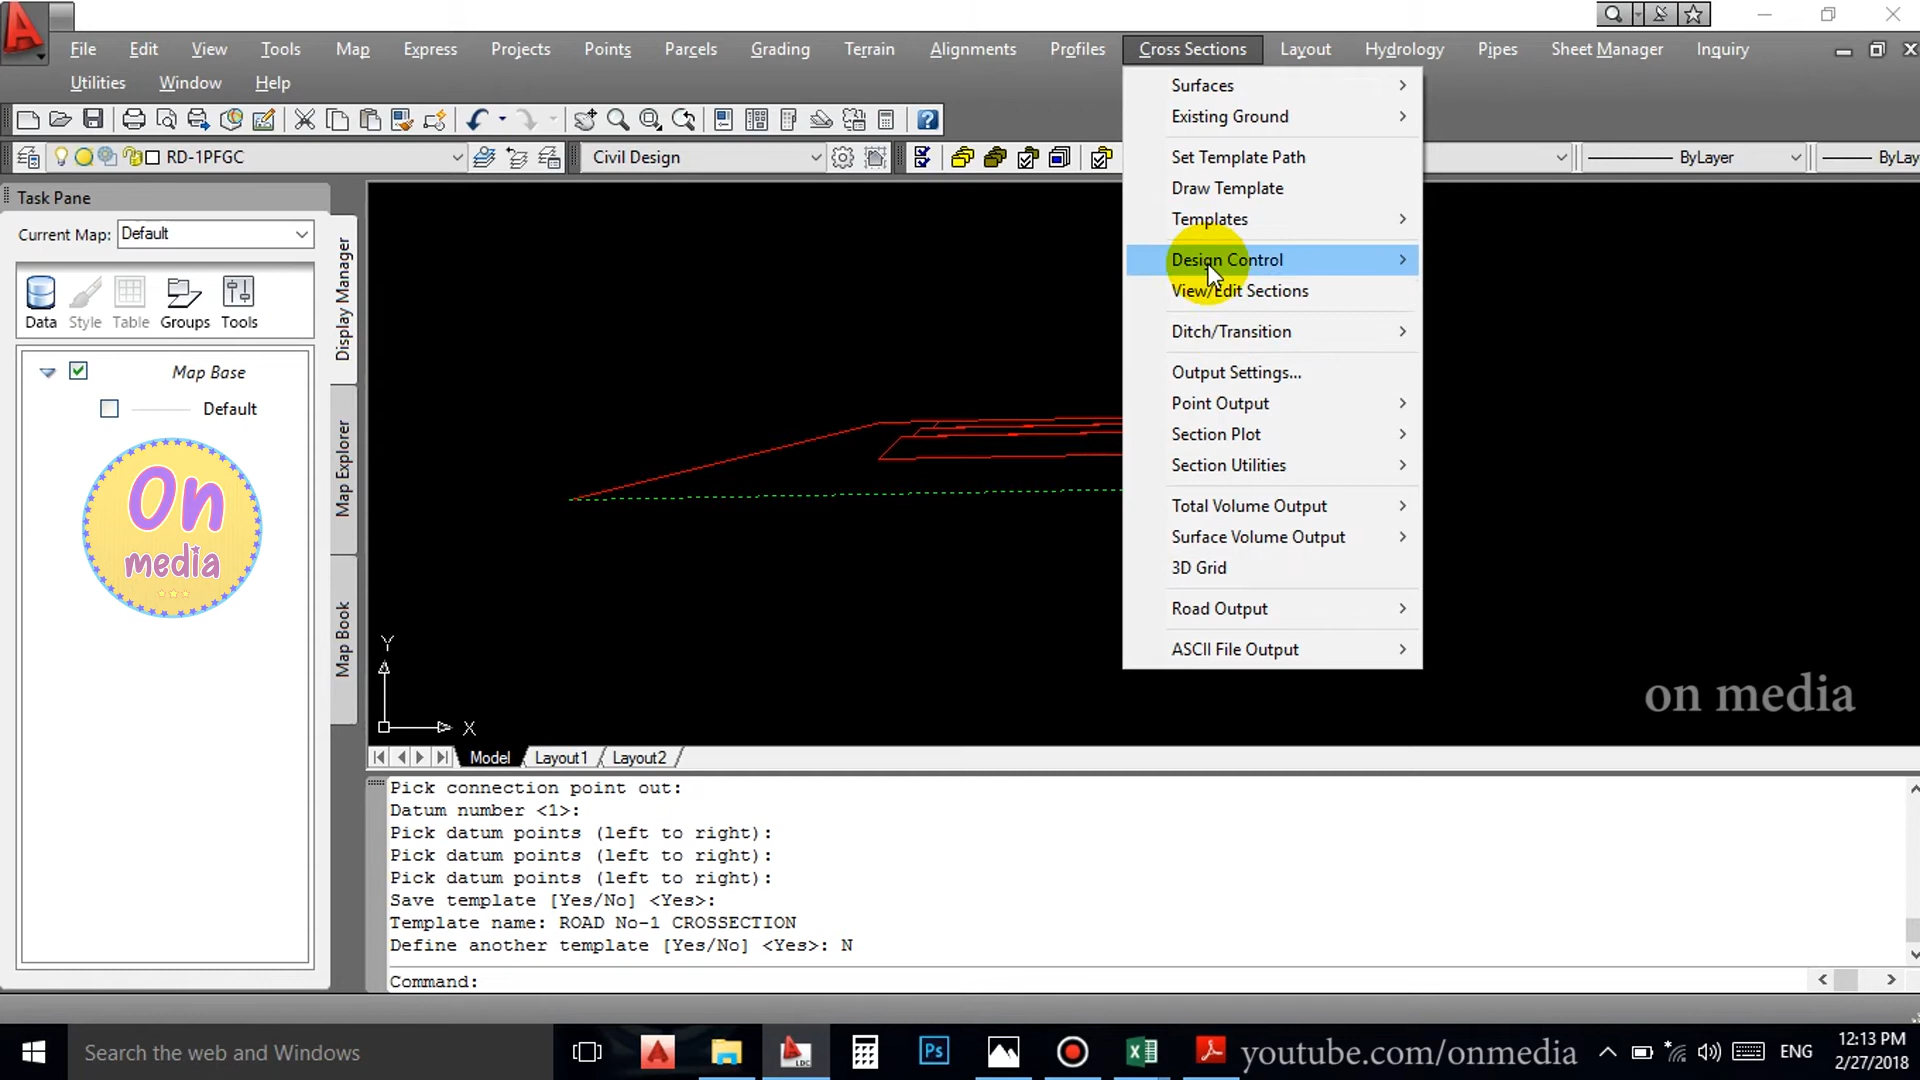 File Edit View Tools Map Express Projects Points Parcels Grading Terrain Alignments Profiles Cross Sections Layout Hydrology Pipes Sheet Manager Inquiry
Utilities Window Help
RD-1PFGC
Civil Design
ByLayer
ByLay
Task Pane
Current Map: Default
Data Style Table Groups Tools
Display Manager
Map Explorer
Map Book
Map Base
Default
On
media
Surfaces
Existing Ground
Set Template Path
Draw Template
Templates
Design Control
View/Edit Sections
Ditch/Transition
Output Settings...
Point Output
Section Plot
Section Utilities
Total Volume Output
Surface Volume Output
3D Grid
Road Output
ASCII File Output
on media
Y
X
Model Layout1 Layout2
Pick connection point out:
Datum number <1>:
Pick datum points (left to right):
Pick datum points (left to right):
Pick datum points (left to right):
Save template [Yes/No] <Yes>:
Template name: ROAD No-1 CROSSECTION
Define another template [Yes/No] <Yes>: N
Command:
Search the web and Windows
LDC
Ps
youtube.com/onmedia
ENG
12:13 PM
2/27/2018